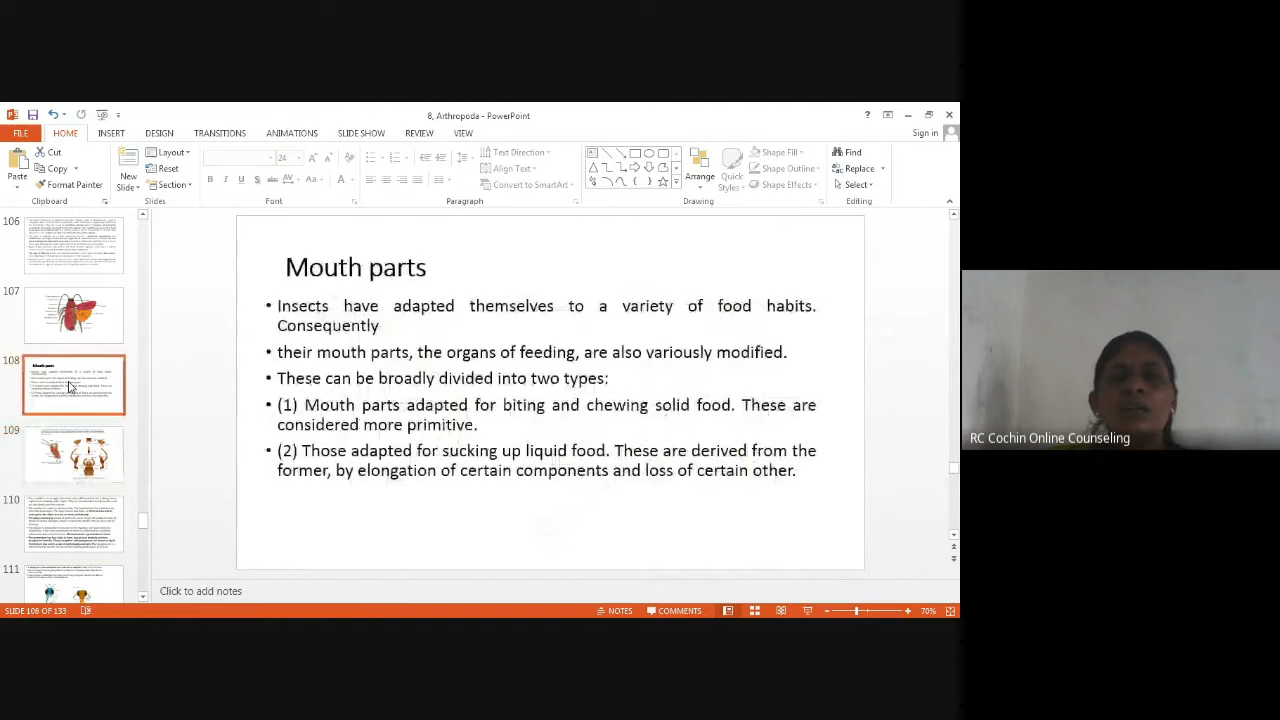 8, Arthropoda - PowerPoint
?
FILE HOME INSERT DESIGN TRANSITIONS ANIMATIONS SLIDE SHOW REVIEW VIEW Sign in
Paste
Cut
Copy
Format Painter
Clipboard
New
Slide
Layout
Reset
Section
Slides
24
B I U S abc AV Aa A
Font
Text Direction
Align Text
Convert to SmartArt
Paragraph
Arrange
Quick
Styles
Shape Fill
Shape Outline
Shape Effects
Drawing
Find
Replace
Select
Editing
106
107
108
Mouth parts
109
110
111
Mouth parts
• Insects have adapted themselves to a variety of food habits.
Consequently
• their mouth parts, the organs of feeding, are also variously modified.
• These can be broadly divided into two types:
• (1) Mouth parts adapted for biting and chewing solid food. These are
considered more primitive.
• (2) Those adapted for sucking up liquid food. These are derived from the
former, by elongation of certain components and loss of certain other.
Click to add notes
SLIDE 108 OF 133 NOTES COMMENTS 70%
RC Cochin Online Counseling